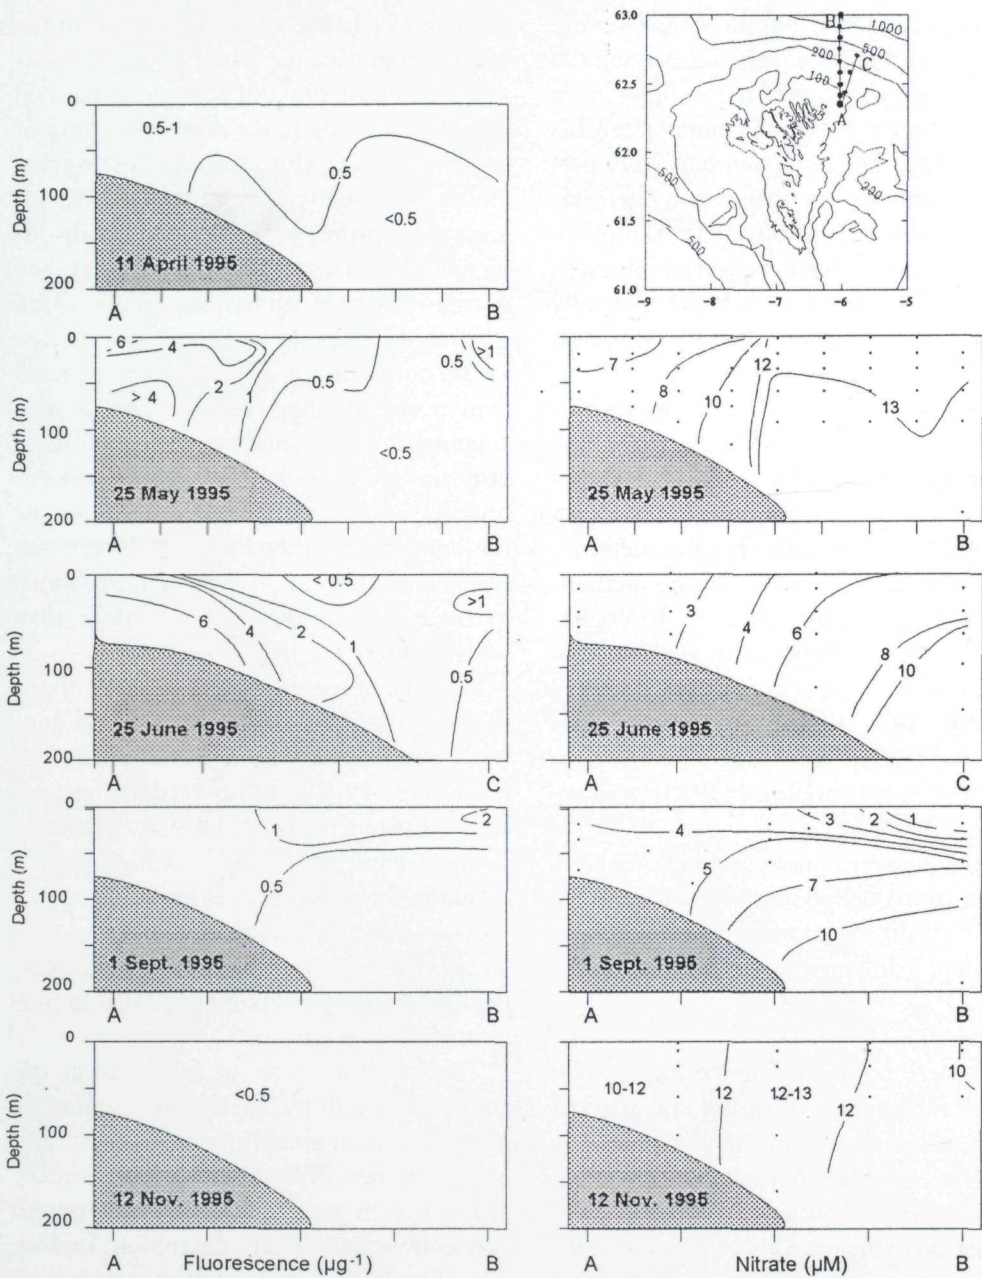 63.0
B
1000
500
200
62.5
C
100
A
62.0
500
200
61.5
500
61.0
-9 -8 -7 -6 -5
Depth (m)
0
100
200
0.5-1
0.5
<0.5
11 April 1995
A B
Depth (m)
0
100
200
6 4
> 4 2 1 0.5
0.5 >1
<0.5
25 May 1995
A B
7 8 10 12
13
25 May 1995
A B
Depth (m)
0
100
200
< 0.5
>1
6 4 2 1
0.5
25 June 1995
A C
3 4 6
8
10
25 June 1995
A C
Depth (m)
0
100
200
1 2
0.5
1 Sept. 1995
A B
4 3 2 1
5 7
10
1 Sept. 1995
A B
Depth (m)
0
100
200
<0.5
12 Nov. 1995
A Fluorescence (µg⁻¹) B
10-12 12 12-13 12
10
12 Nov. 1995
A Nitrate (µM) B